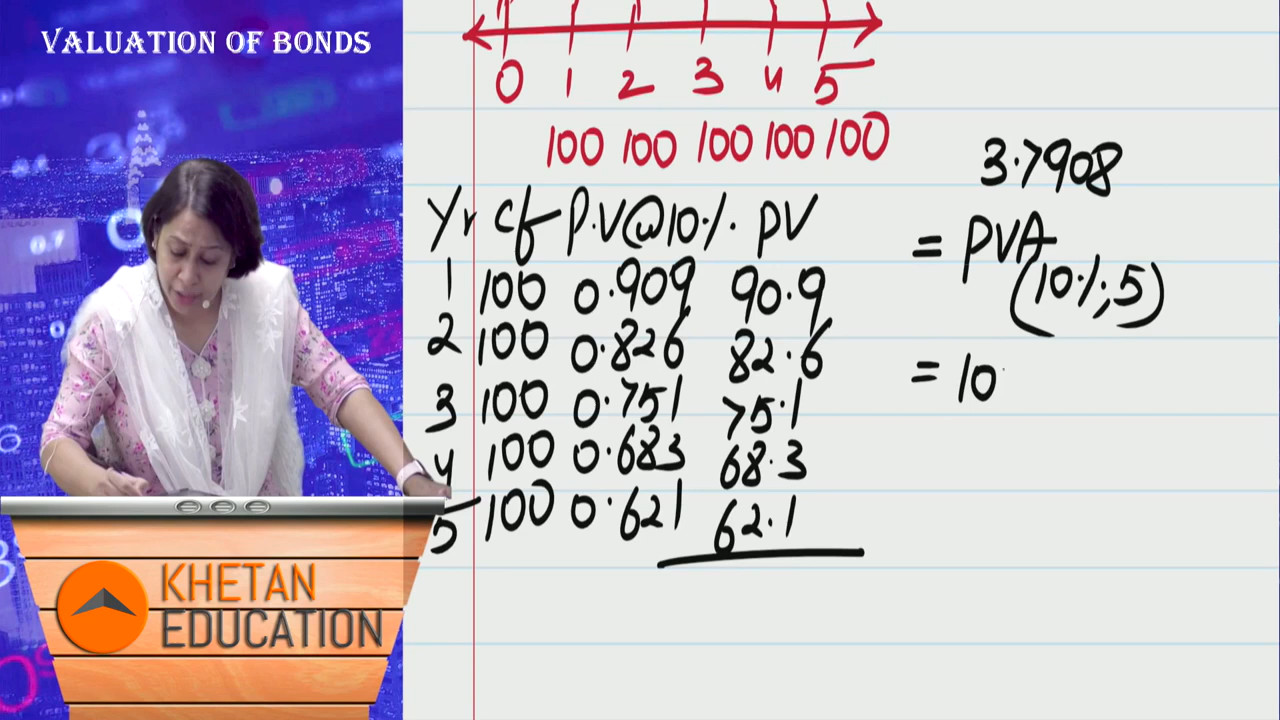 VALUATION OF BONDS
0 1 2 3 4 5
100 100 100 100 100
3.7908
Yr Cf P.V@10%. PV
= PVA (10%,5)
1 100 0.909 90.9
2 100 0.826 82.6
3 100 0.751 75.1
= 10
4 100 0.683 68.3
5 100 0.621 62.1
KHETAN
EDUCATION